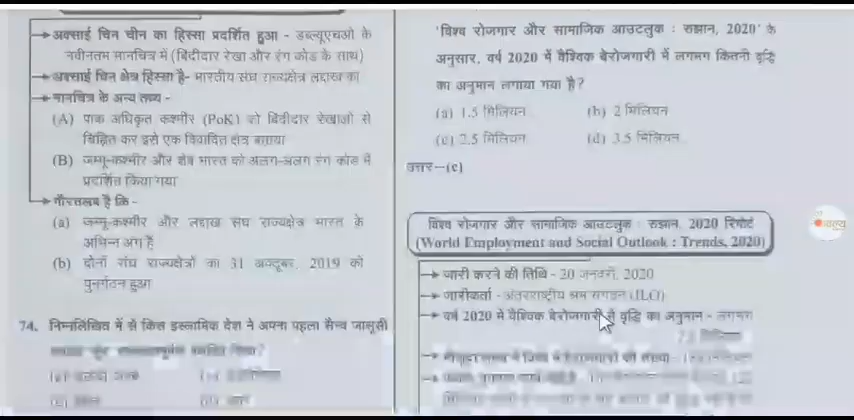 अक्साई चिन चीन का हिस्सा प्रदर्शित हुआ - डब्ल्यूएचओ के
नवीनतम मानचित्र में (बिंदीदार रेखा और रंग कोड के साथ)
अक्साई चिन क्षेत्र हिस्सा है- भारतीय संघ राज्यक्षेत्र लद्दाख का
मानचित्र के अन्य तथ्य -
(A) पाक अधिकृत कश्मीर (PoK) को बिंदीदार रेखाओं से
चिह्नित कर इसे एक विवादित क्षेत्र बताया
(B) जम्मू-कश्मीर और शेष भारत को अलग-अलग रंग कोड में
प्रदर्शित किया गया
गौरतलब है कि -
(a) जम्मू-कश्मीर और लद्दाख संघ राज्यक्षेत्र भारत के
अभिन्न अंग हैं
(b) दोनों संघ राज्यक्षेत्रों का 31 अक्टूबर, 2019 को
पुनर्गठन हुआ
74. निम्नलिखित में से किस इस्लामिक देश ने अपना पहला सैन्य जासूसी
'विश्व रोजगार और सामाजिक आउटलुक : रुझान, 2020' के
अनुसार, वर्ष 2020 में वैश्विक बेरोजगारी में लगभग कितनी वृद्धि
का अनुमान लगाया गया है?
(a) 1.5 मिलियन (b) 2 मिलियन
(c) 2.5 मिलियन (d) 3.5 मिलियन
उत्तर—(c)
विश्व रोजगार और सामाजिक आउटलुक : रुझान, 2020 रिपोर्ट
(World Employment and Social Outlook : Trends, 2020)
जारी करने की तिथि - 20 जनवरी, 2020
जारीकर्ता - अंतरराष्ट्रीय श्रम संगठन (ILO)
वर्ष 2020 में वैश्विक बेरोजगारी में वृद्धि का अनुमान - लगभग